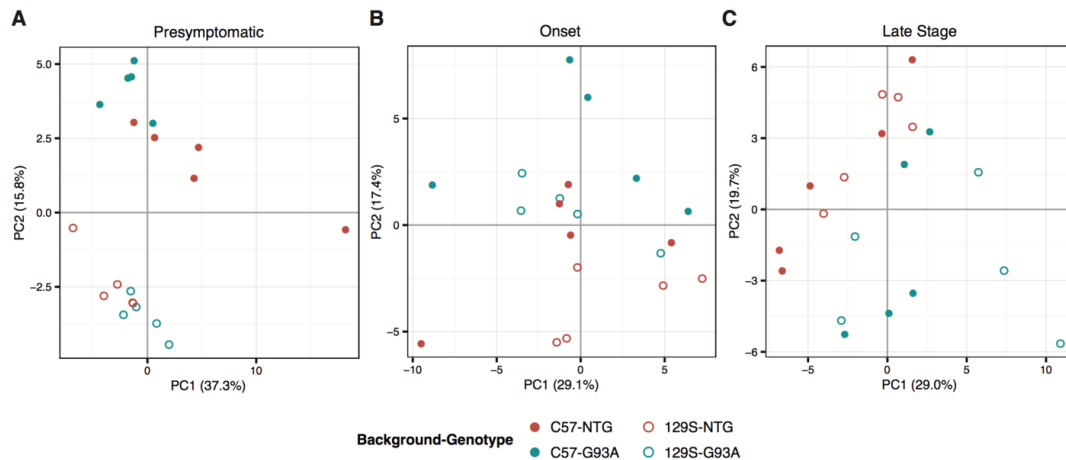 A
Presymptomatic
5.0
2.5
0.0
−2.5
PC2 (15.8%)
0
10
PC1 (37.3%)
B
Onset
5
0
−5
PC2 (17.4%)
−10
−5
0
5
PC1 (29.1%)
C
Late Stage
6
3
0
−3
−6
PC2 (19.7%)
−5
0
5
10
PC1 (29.0%)
Background-Genotype
C57-NTG
129S-NTG
C57-G93A
129S-G93A